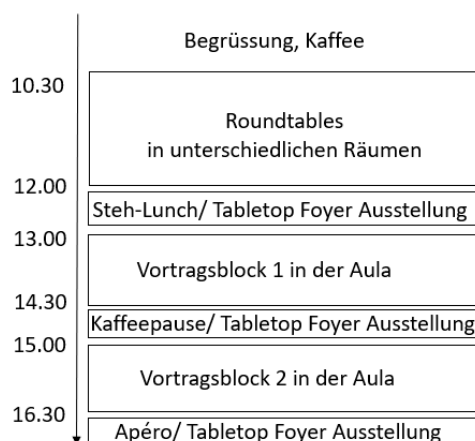 Begrüssung, Kaffee
10.30
Roundtables
in unterschiedlichen Räumen
12.00
Steh-Lunch/ Tabletop Foyer Ausstellung
13.00
Vortragsblock 1 in der Aula
14.30
Kaffeepause/ Tabletop Foyer Ausstellung
15.00
Vortragsblock 2 in der Aula
16.30
Apéro/ Tabletop Foyer Ausstellung